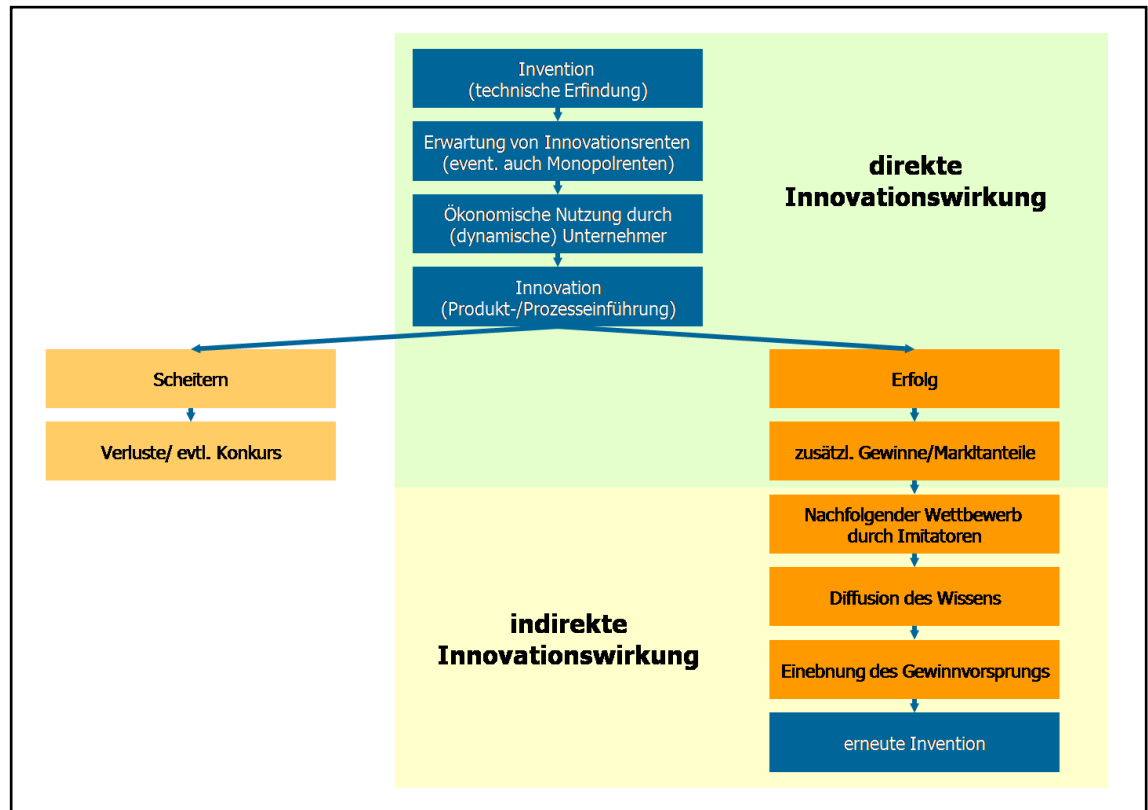 Invention
(technische Erfindung)
Erwartung von Innovationsrenten
(event. auch Monopolrenten)
direkte
Innovationswirkung
Ökonomische Nutzung durch
(dynamische) Unternehmer
Innovation
(Produkt-/Prozesseinführung)
Scheitern
Erfolg
Verluste/ evtl. Konkurs
zusätzl. Gewinne/Markltanteile
Nachfolgender Wettbewerb
durch Imitatoren
Diffusion des Wissens
indirekte
Innovationswirkung
Einebnung des Gewinnvorsprungs
erneute Invention